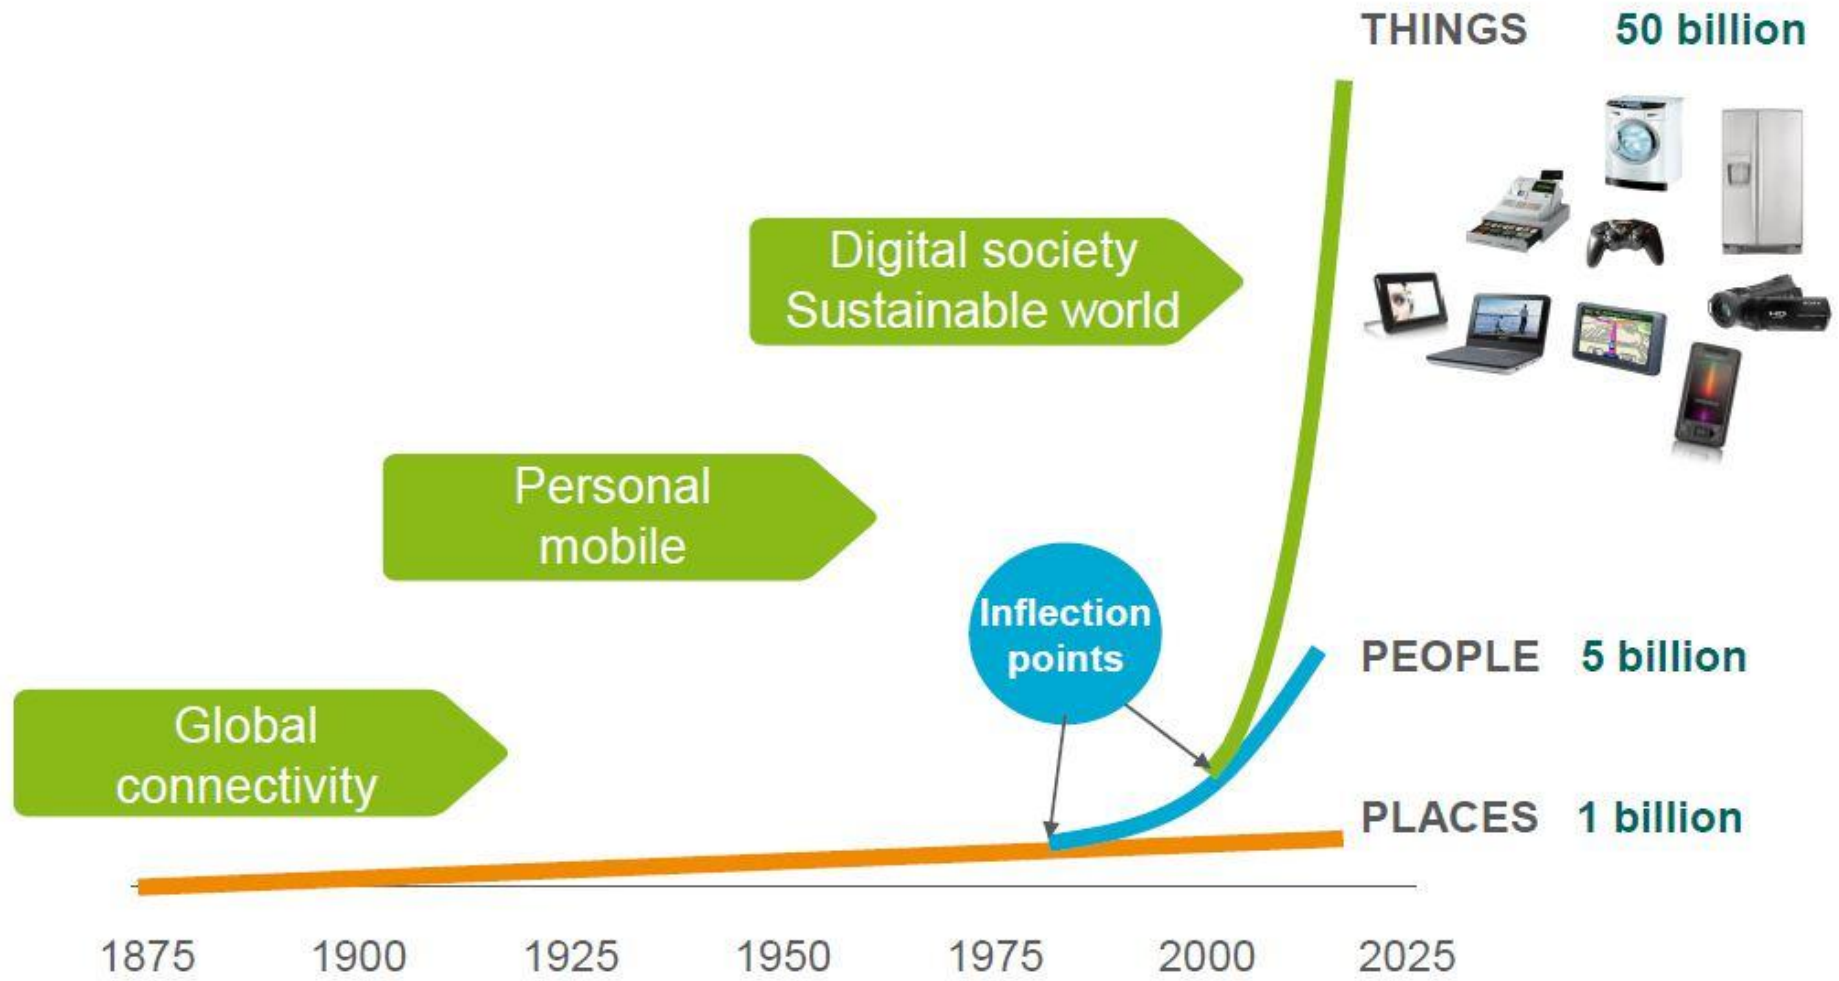 THINGS 50 billion
Digital society
Sustainable world
Personal
mobile
Inflection
points
PEOPLE 5 billion
Global
connectivity
PLACES 1 billion
1875 1900 1925 1950 1975 2000 2025